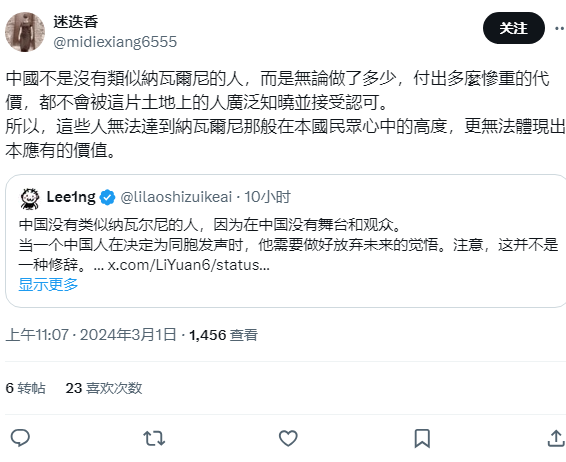 迷迭香
@midiexiang6555
关注
中國不是沒有類似納瓦爾尼的人，而是無論做了多少，付出多麼慘重的代
價，都不會被這片土地上的人廣泛知曉並接受認可。
所以，這些人無法達到納瓦爾尼那般在本國民眾心中的高度，更無法體現出
本應有的價值。
Lee1ng @lilaoshizuikeai · 10小时
中国没有类似纳瓦尔尼的人，因为在中国没有舞台和观众。
当一个中国人在决定为同胞发声时，他需要做好放弃未来的觉悟。注意，这并不是
一种修辞。... x.com/LiYuan6/status...
显示更多
上午11:07 · 2024年3月1日 · 1,456 查看
6 转帖 23 喜欢次数